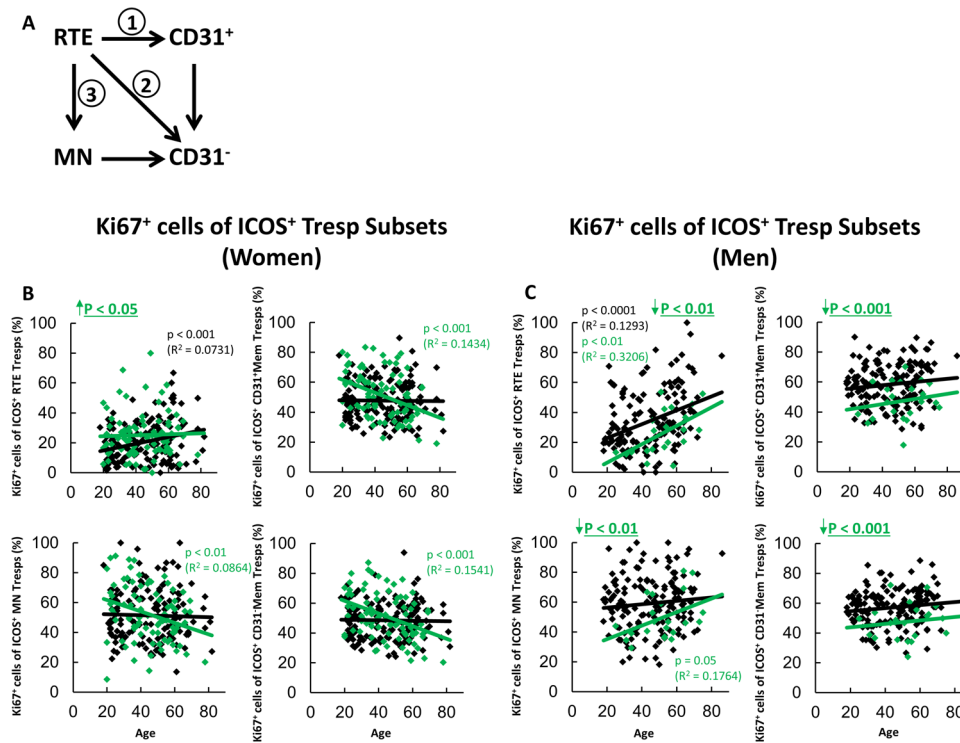 A
RTE
1
CD31⁺
3
2
MN
CD31⁻
Ki67⁺ cells of ICOS⁺ Tresp Subsets
(Women)
Ki67⁺ cells of ICOS⁺ Tresp Subsets
(Men)
B
↑P < 0.05
Ki67⁺ cells of ICOS⁺ RTE Tresps (%)
100
80
60
40
20
0
p < 0.001
(R² = 0.0731)
0 20 40 60 80
Ki67⁺ cells of ICOS⁺ CD31⁺Mem Tresps (%)
100
80
60
40
20
0
p < 0.001
(R² = 0.1434)
0 20 40 60 80
C
↓P < 0.01
Ki67⁺ cells of ICOS⁺ RTE Tresps (%)
100
80
60
40
20
0
p < 0.0001
(R² = 0.1293)
p < 0.01
(R² = 0.3206)
0 20 40 60 80
↓P < 0.001
Ki67⁺ cells of ICOS⁺ CD31⁺Mem Tresps (%)
100
80
60
40
20
0
0 20 40 60 80
Ki67⁺ cells of ICOS⁺ MN Tresps (%)
100
80
60
40
20
0
p < 0.01
(R² = 0.0864)
0 20 40 60 80
Age
Ki67⁺ cells of ICOS⁺ CD31⁻Mem Tresps (%)
100
80
60
40
20
0
p < 0.001
(R² = 0.1541)
0 20 40 60 80
Age
↓P < 0.01
Ki67⁺ cells of ICOS⁺ MN Tresps (%)
100
80
60
40
20
0
p = 0.05
(R² = 0.1764)
0 20 40 60 80
Age
↓P < 0.001
Ki67⁺ cells of ICOS⁺ CD31⁻Mem Tresps (%)
100
80
60
40
20
0
0 20 40 60 80
Age